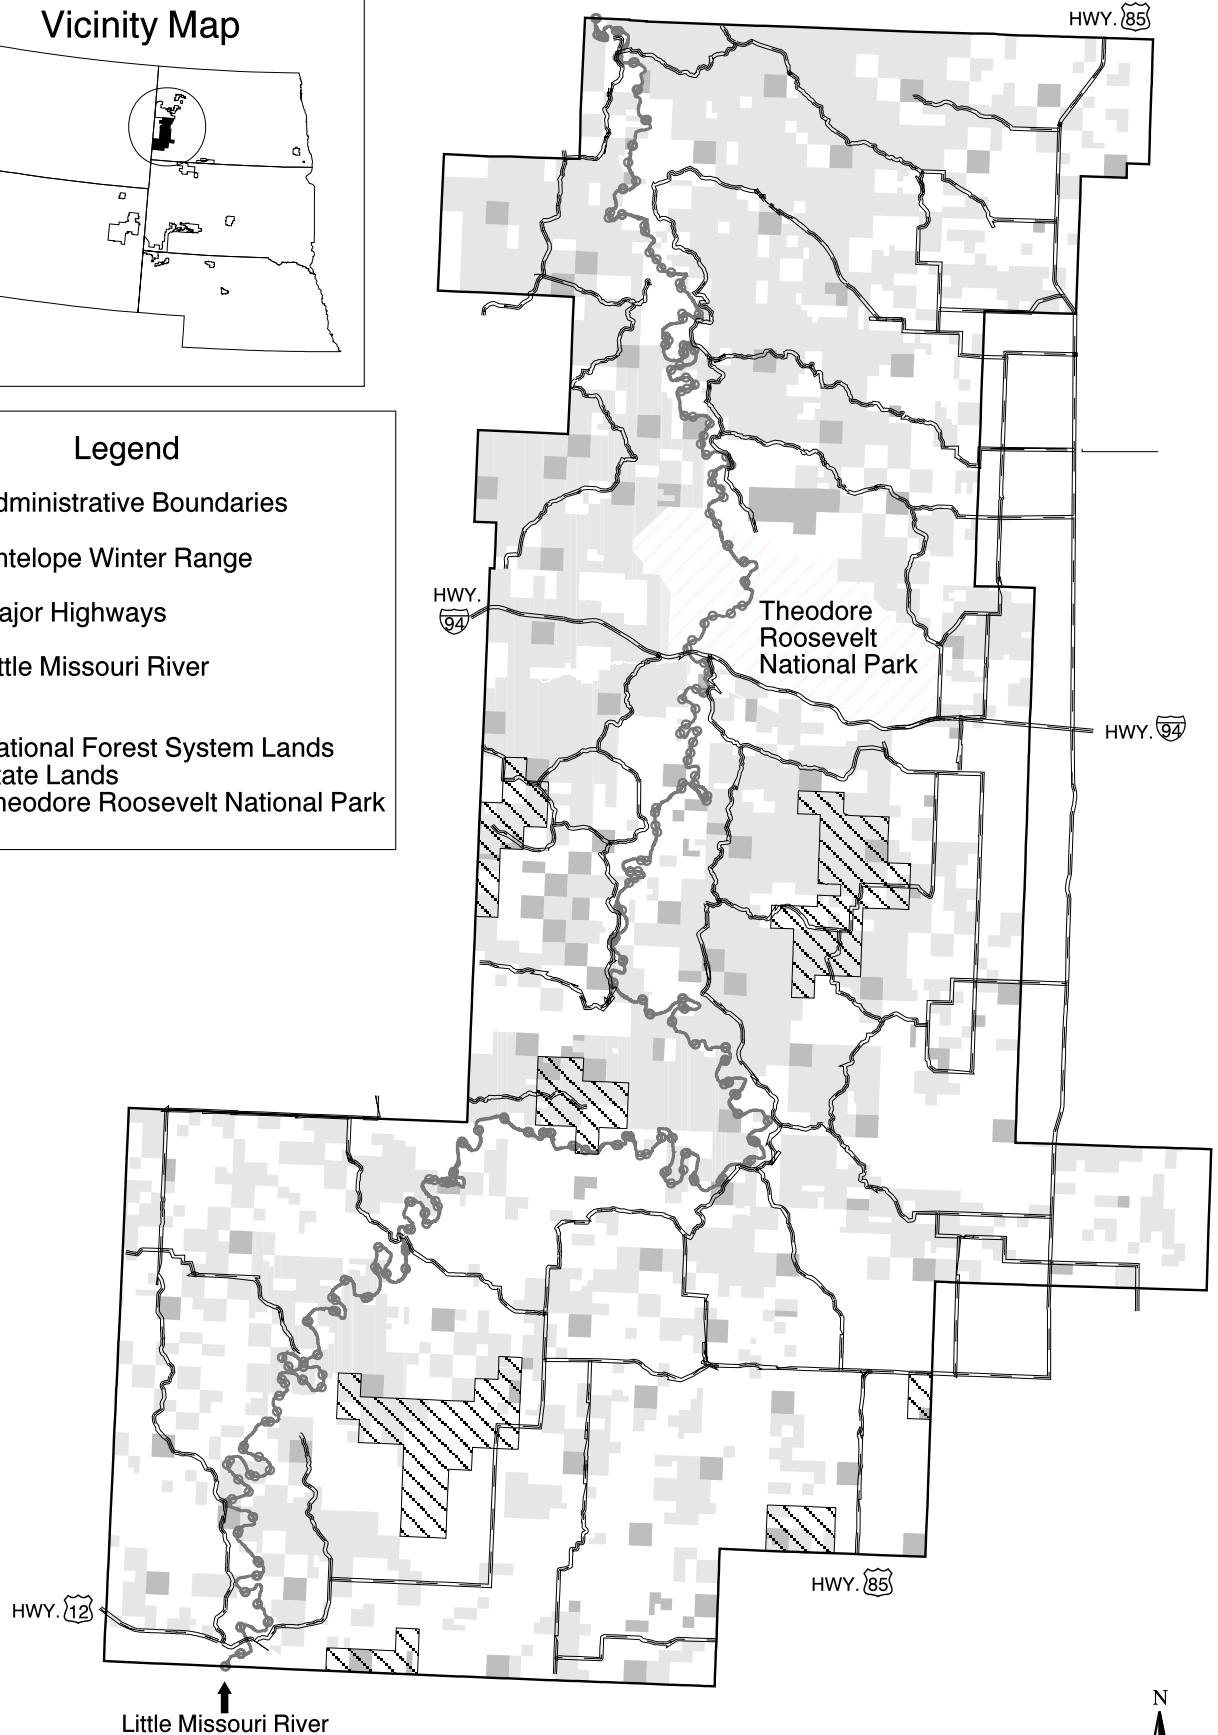 Vicinity Map
HWY. 85
Legend
dministrative Boundaries
ntelope Winter Range
ajor Highways
ttle Missouri River
ational Forest System Lands
tate Lands
heodore Roosevelt National Park
HWY.
94
Theodore
Roosevelt
National Park
HWY. 94
HWY. 85
HWY. 12
Little Missouri River
N